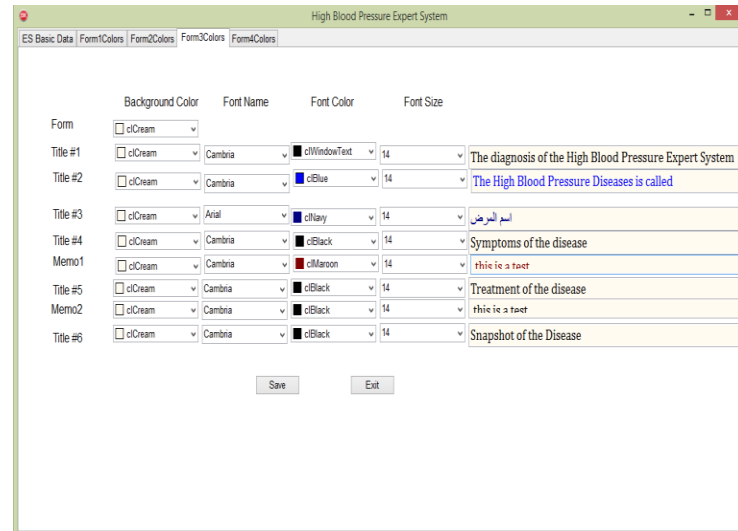 High Blood Pressure Expert System
ES Basic Data Form1Colors Form2Colors Form3Colors Form4Colors
Background Color Font Name Font Color Font Size
Form clCream
Title #1 clCream Cambria clWindowText 14 The diagnosis of the High Blood Pressure Expert System
Title #2 clCream Cambria clBlue 14 The High Blood Pressure Diseases is called
Title #3 clCream Arial clNavy 14 اسم المرض
Title #4 clCream Cambria clBlack 14 Symptoms of the disease
Memo1 clCream Cambria clMaroon 14 this is a test
Title #5 clCream Cambria clBlack 14 Treatment of the disease
Memo2 clCream Cambria clBlack 14 this is a test
Title #6 clCream Cambria clBlack 14 Snapshot of the Disease
Save Exit